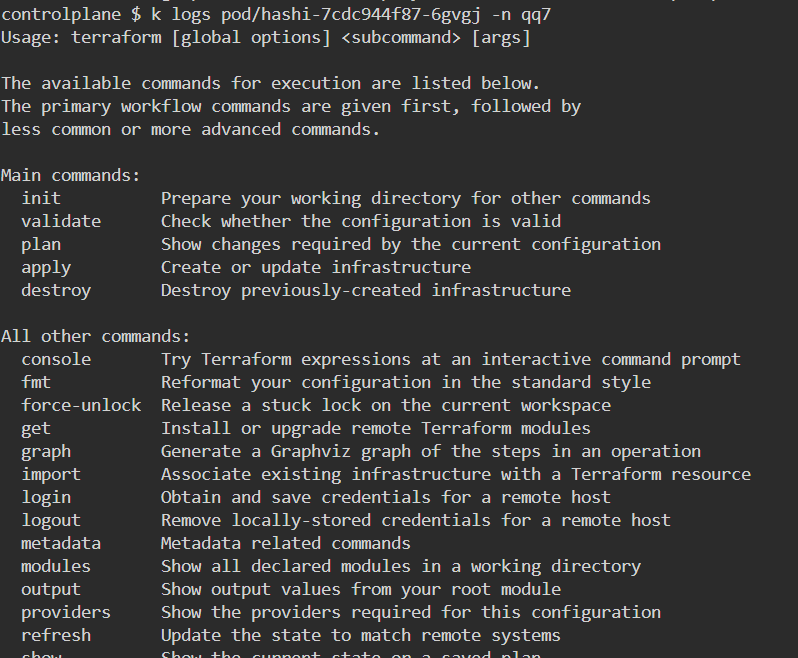 controlplane $ k logs pod/hashi-7cdc944f87-6gvgj -n qq7
Usage: terraform [global options] <subcommand> [args]

The available commands for execution are listed below.
The primary workflow commands are given first, followed by
less common or more advanced commands.

Main commands:
  init          Prepare your working directory for other commands
  validate      Check whether the configuration is valid
  plan          Show changes required by the current configuration
  apply         Create or update infrastructure
  destroy       Destroy previously-created infrastructure

All other commands:
  console       Try Terraform expressions at an interactive command prompt
  fmt           Reformat your configuration in the standard style
  force-unlock  Release a stuck lock on the current workspace
  get           Install or upgrade remote Terraform modules
  graph         Generate a Graphviz graph of the steps in an operation
  import        Associate existing infrastructure with a Terraform resource
  login         Obtain and save credentials for a remote host
  logout        Remove locally-stored credentials for a remote host
  metadata      Metadata related commands
  modules       Show all declared modules in a working directory
  output        Show output values from your root module
  providers     Show the providers required for this configuration
  refresh       Update the state to match remote systems
  show          Show the current state or a saved plan